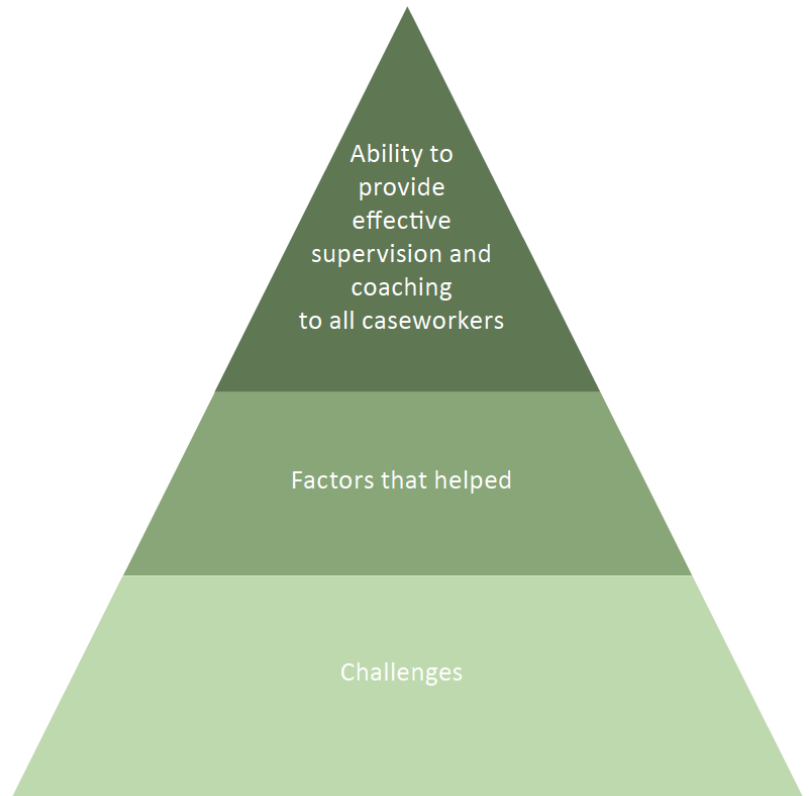 Ability to
provide
effective
supervision and
coaching
to all caseworkers
Factors that helped
Challenges